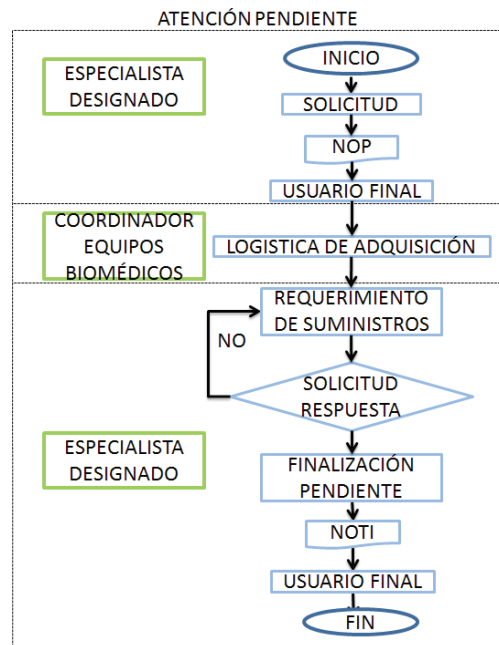 ATENCIÓN PENDIENTE
ESPECIALISTA
DESIGNADO
INICIO
SOLICITUD
NOP
USUARIO FINAL
COORDINADOR
EQUIPOS
BIOMÉDICOS
LOGISTICA DE ADQUISICIÓN
REQUERIMIENTO
DE SUMINISTROS
NO
SOLICITUD
RESPUESTA
ESPECIALISTA
DESIGNADO
FINALIZACIÓN
PENDIENTE
NOTI
USUARIO FINAL
FIN